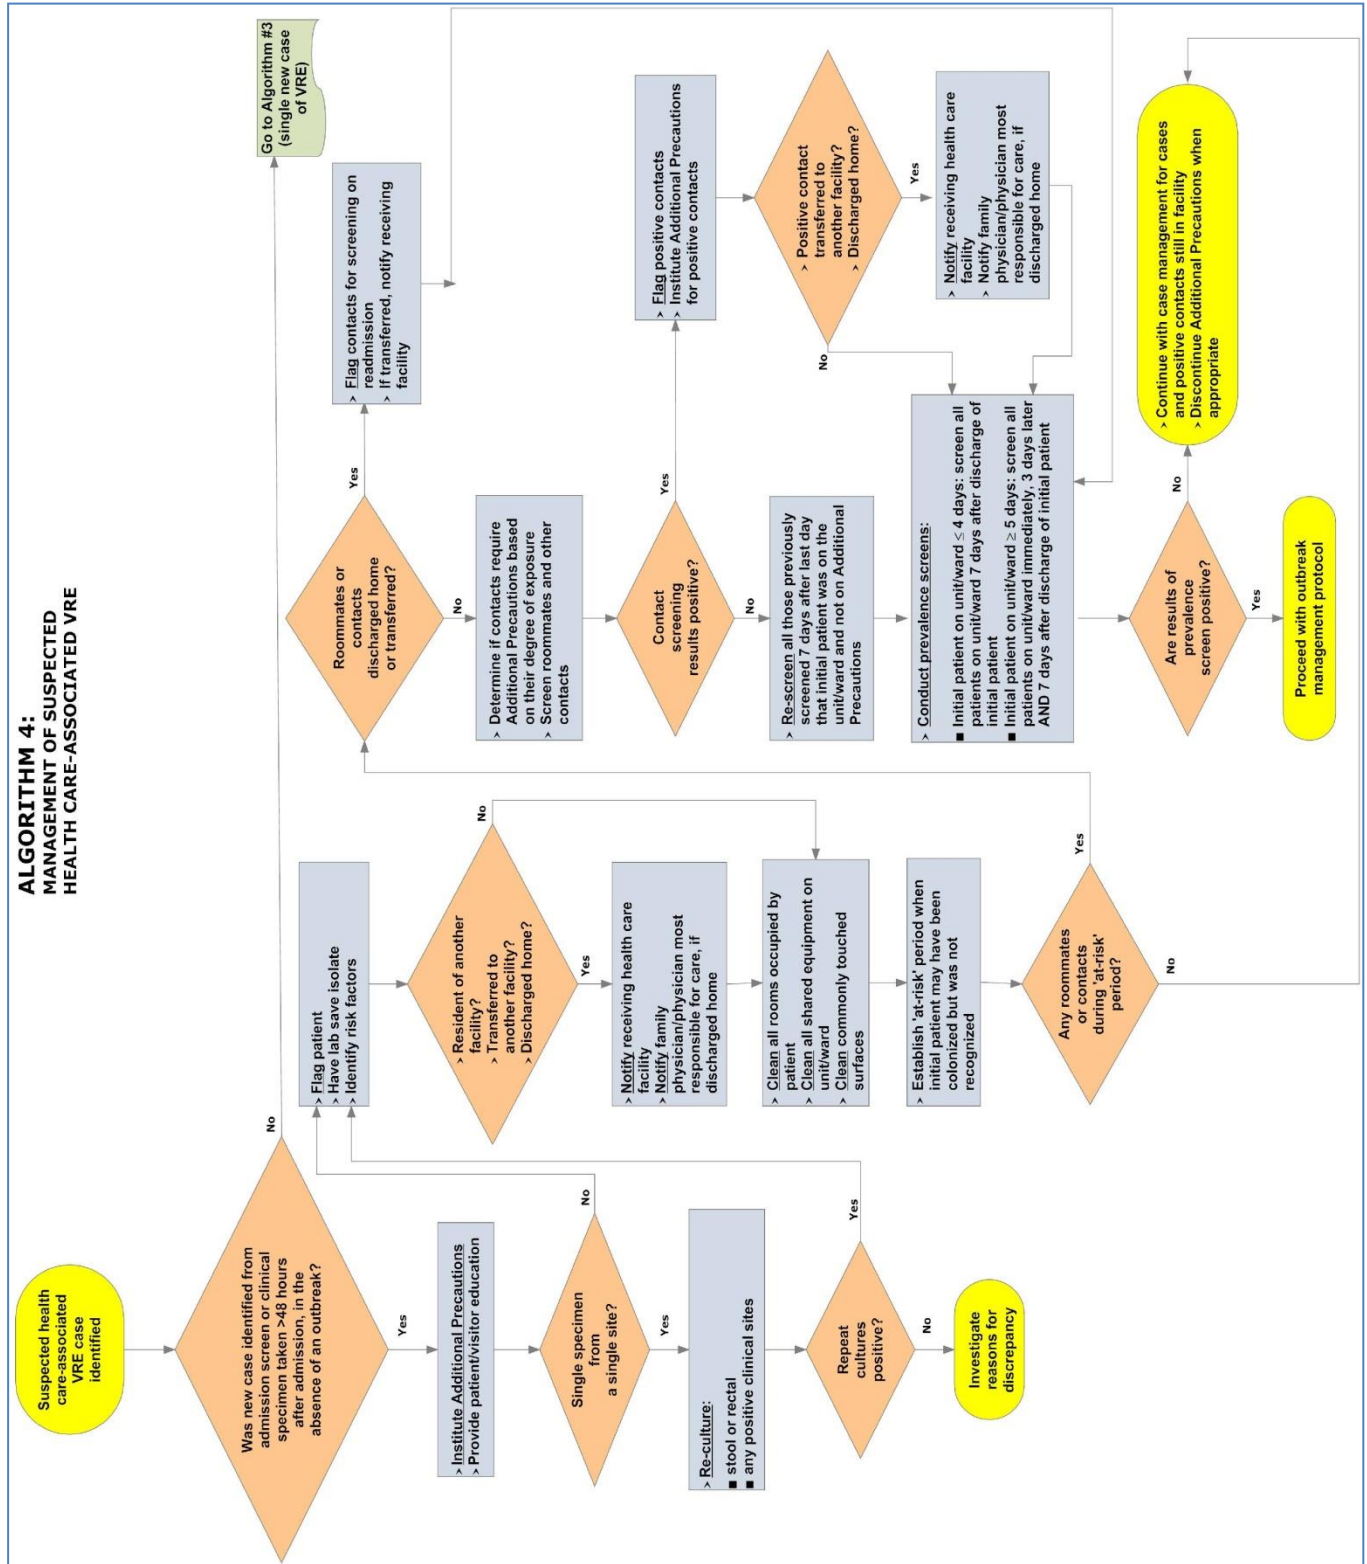 ALGORITHM 4:
MANAGEMENT OF SUSPECTED
HEALTH CARE-ASSOCIATED VRE
Suspected health
care-associated
VRE case
identified
Was new case identified from
admission screen or clinical
specimen taken >48 hours
after admission, in the
absence of an outbreak?
No
Go to Algorithm #3
(single new case
of VRE)
Yes
➤ Institute Additional Precautions
➤ Provide patient/visitor education
Single specimen
from
a single site?
No
Yes
➤ Re-culture:
■ stool or rectal
■ any positive clinical sites
Repeat
cultures
positive?
Yes
No
Investigate
reasons for
discrepancy
➤ Flag patient
➤ Have lab save isolate
➤ Identify risk factors
➤ Resident of another
facility?
➤ Transferred to
another facility?
➤ Discharged home?
No
Yes
➤ Notify receiving health care
facility
➤ Notify family
physician/physician most
responsible for care, if
discharged home
➤ Clean all rooms occupied by
patient
➤ Clean all shared equipment on
unit/ward
➤ Clean commonly touched
surfaces
➤ Establish 'at-risk' period when
initial patient may have been
colonized but was not
recognized
Any roommates
or contacts
during 'at-risk'
period?
Yes
No
Roommates or
contacts
discharged home
or transferred?
Yes
➤ Flag contacts for screening on
readmission
➤ If transferred, notify receiving
facility
No
➤ Determine if contacts require
Additional Precautions based
on their degree of exposure
➤ Screen roommates and other
contacts
Contact
screening
results positive?
Yes
➤ Flag positive contacts
➤ Institute Additional Precautions
for positive contacts
➤ Positive contact
transferred to
another facility?
➤ Discharged home?
No
Yes
➤ Notify receiving health care
facility
➤ Notify family
physician/physician most
responsible for care, if
discharged home
No
➤ Re-screen all those previously
screened 7 days after last day
that initial patient was on the
unit/ward and not on Additional
Precautions
➤ Conduct prevalence screens:
■ Initial patient on unit/ward ≤ 4 days: screen all
patients on unit/ward 7 days after discharge of
initial patient
■ Initial patient on unit/ward ≥ 5 days: screen all
patients on unit/ward immediately, 3 days later
AND 7 days after discharge of initial patient
Are results of
prevalence
screen positive?
No
➤ Continue with case management for cases
and positive contacts still in facility
➤ Discontinue Additional Precautions when
appropriate
Yes
Proceed with outbreak
management protocol